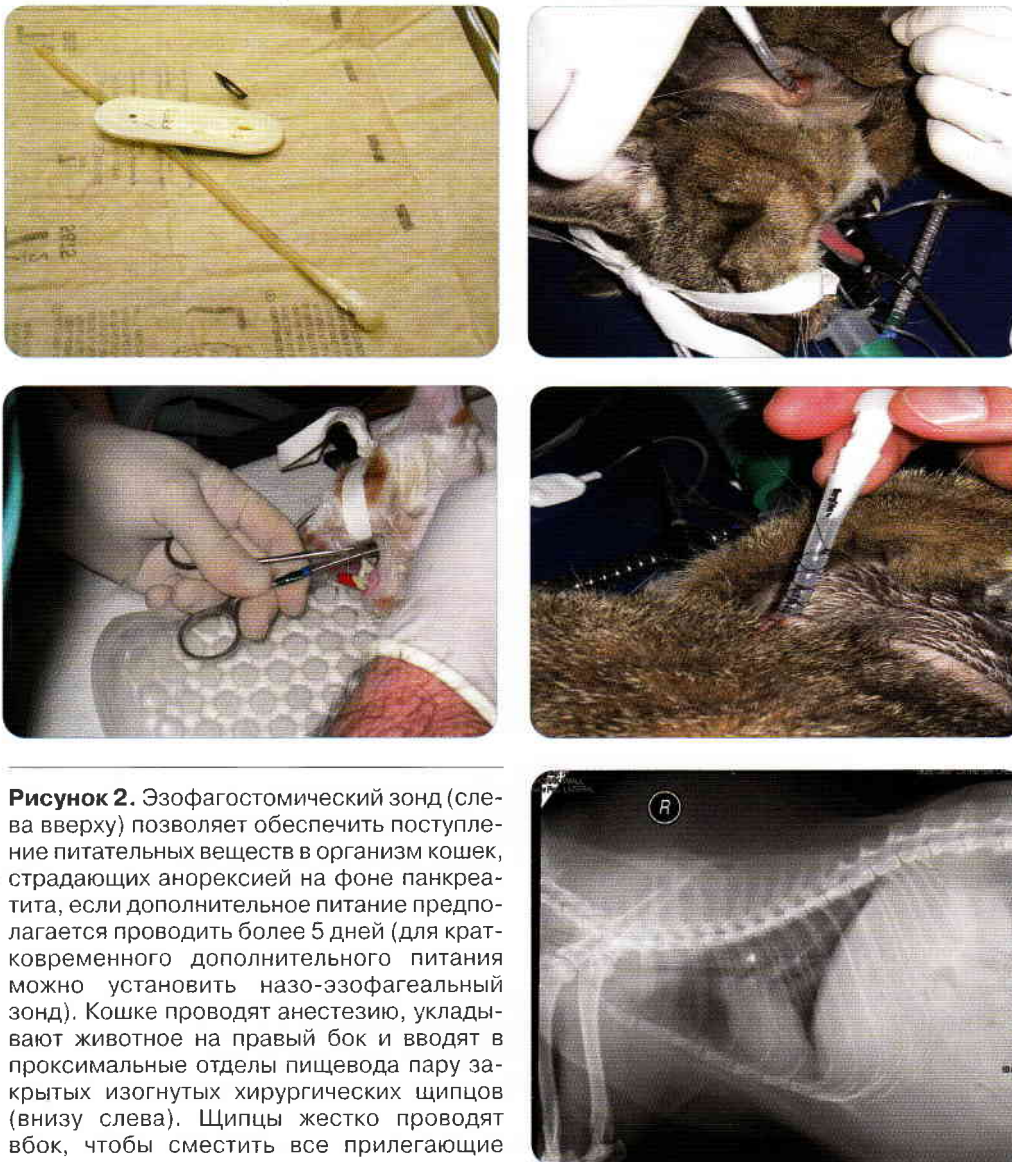 R
Рисунок 2. Эзофагостомический зонд (сле-
ва вверху) позволяет обеспечить поступле-
ние питательных веществ в организм кошек,
страдающих анорексией на фоне панкреа-
тита, если дополнительное питание предпо-
лагается проводить более 5 дней (для крат-
ковременного дополнительного питания
можно установить назо-эзофагеальный
зонд). Кошке проводят анестезию, уклады-
вают животное на правый бок и вводят в
проксимальные отделы пищевода пару за-
крытых изогнутых хирургических щипцов
(внизу слева). Щипцы жестко проводят
вбок, чтобы сместить все прилегающие